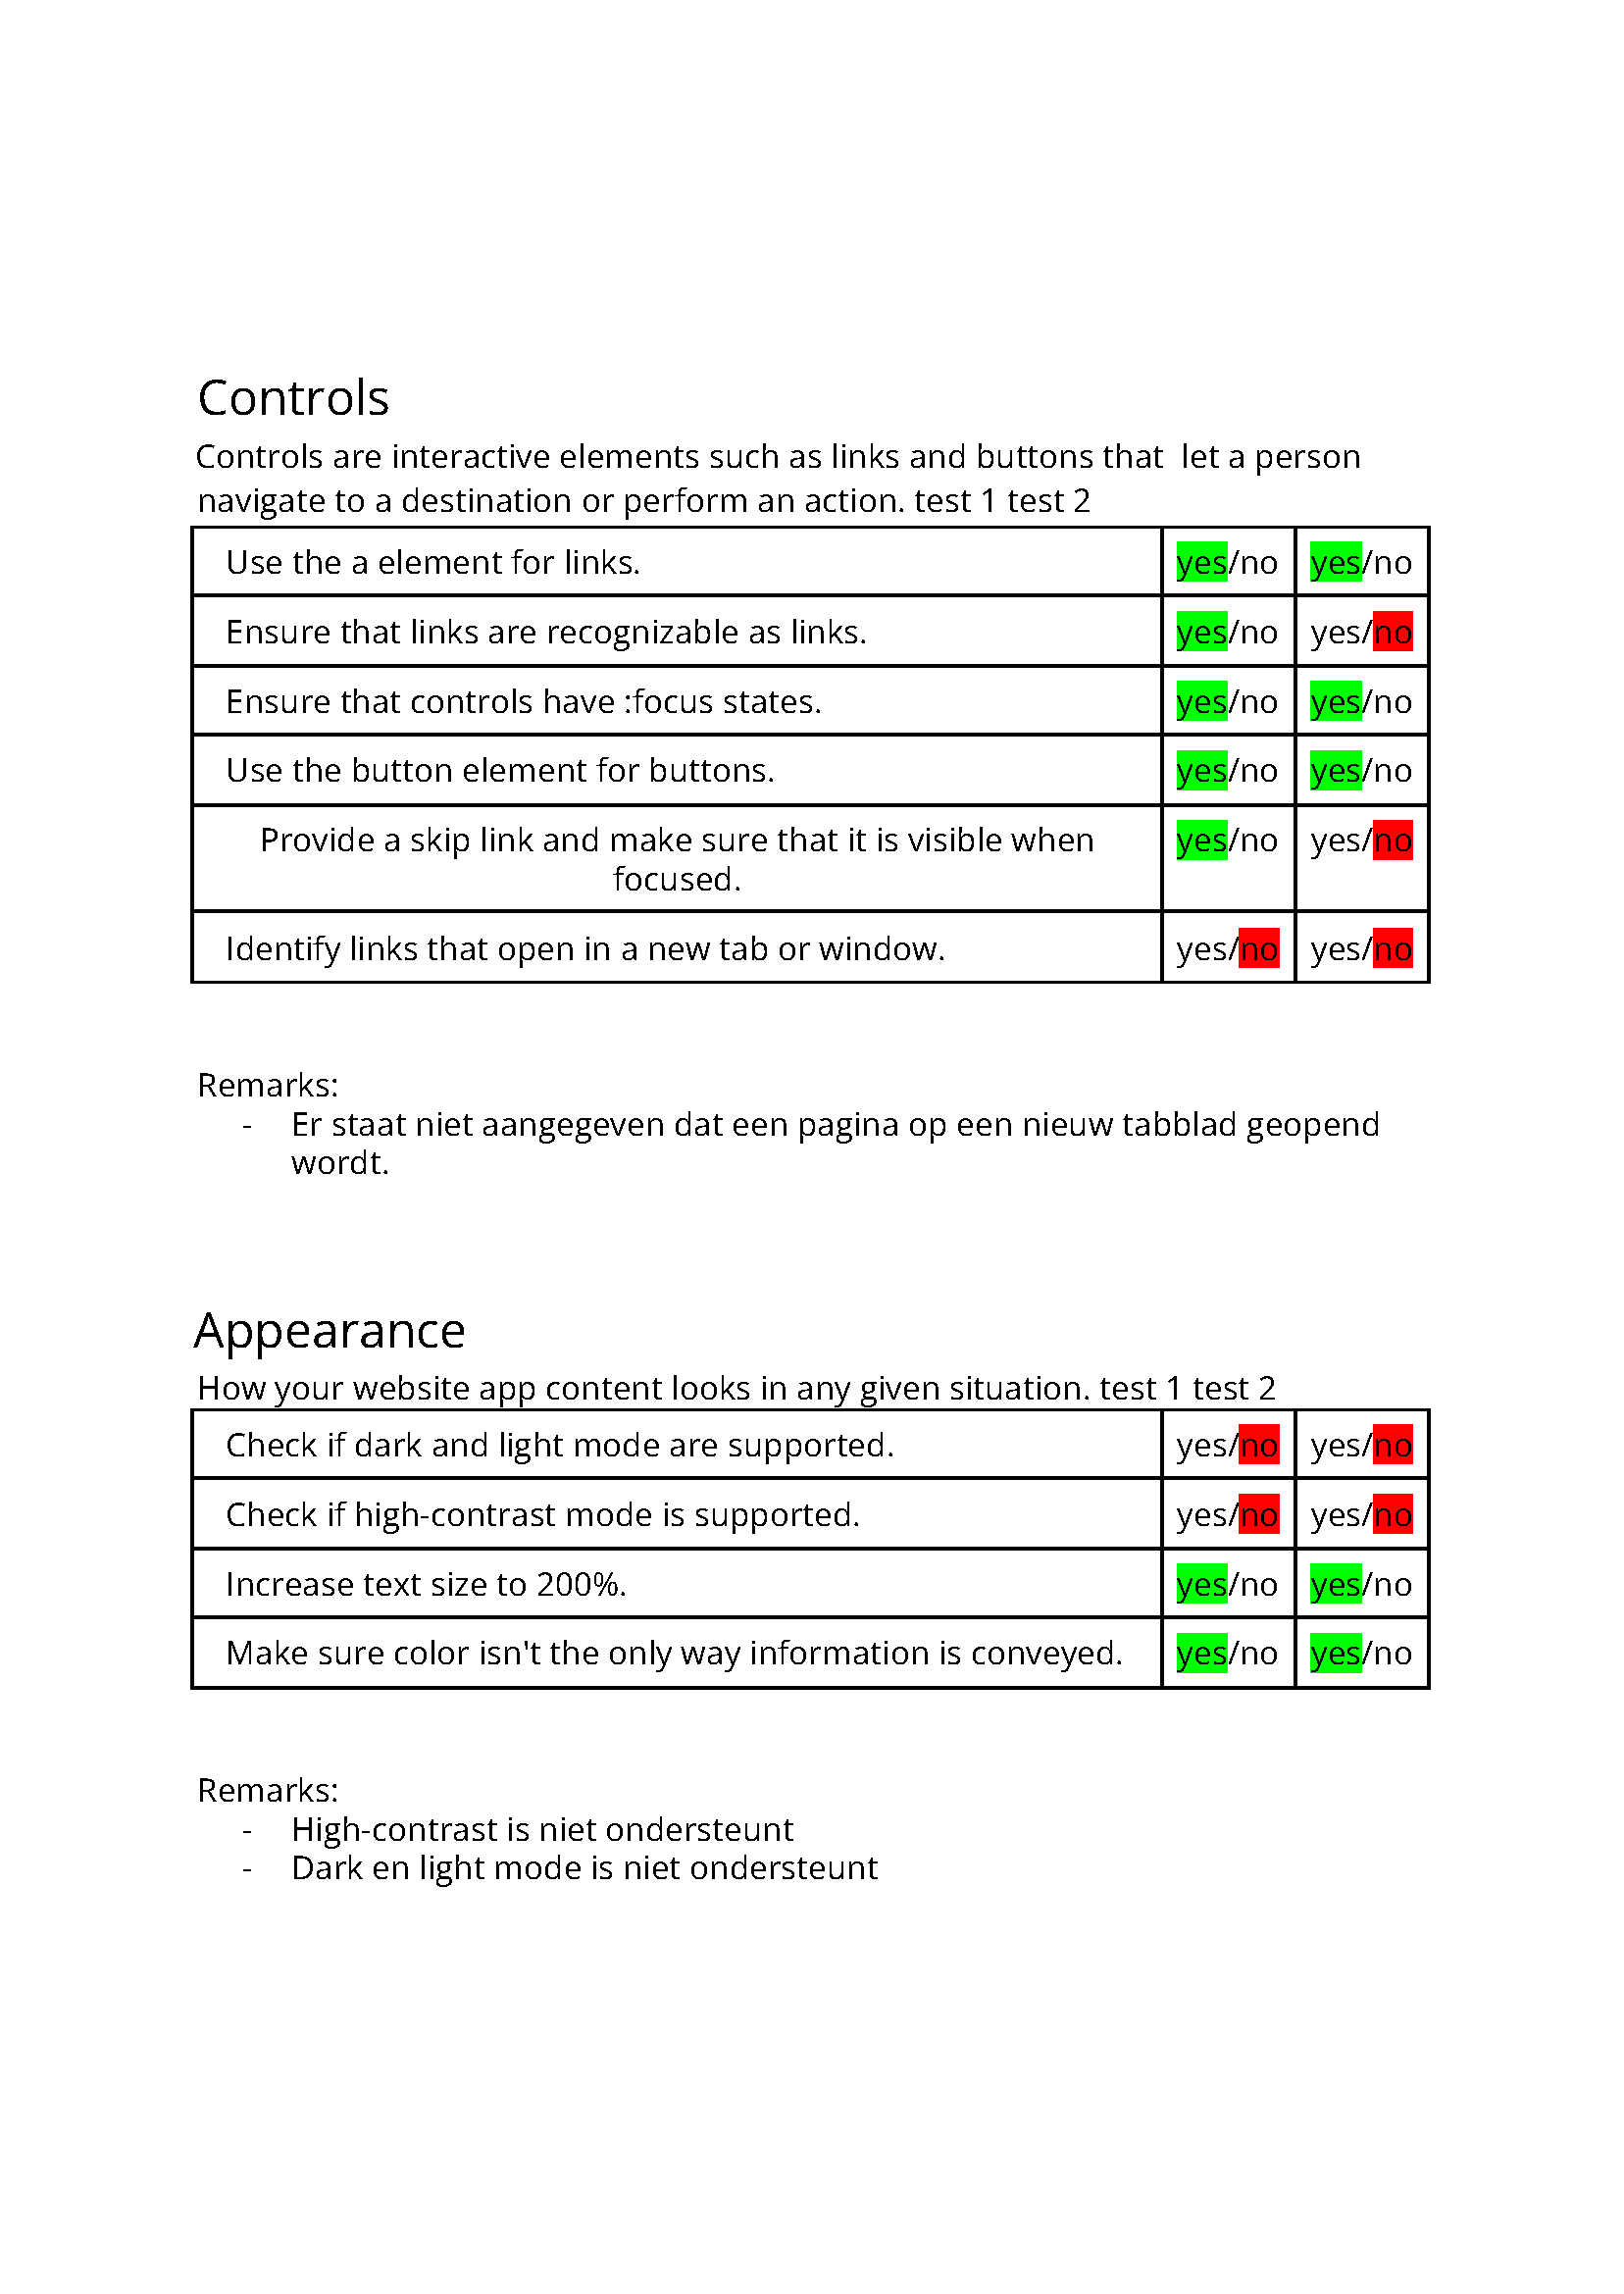 Controls
Controls are interactive elements such as links and buttons that  let a person
navigate to a destination or perform an action. test 1 test 2
Use the a element for links. yes/no yes/no
Ensure that links are recognizable as links. yes/no yes/no
Ensure that controls have :focus states. yes/no yes/no
Use the button element for buttons. yes/no yes/no
Provide a skip link and make sure that it is visible when yes/no yes/no
focused.
Identify links that open in a new tab or window. yes/no yes/no
Remarks:
- Er staat niet aangegeven dat een pagina op een nieuw tabblad geopend
wordt.
Appearance
How your website app content looks in any given situation. test 1 test 2
Check if dark and light mode are supported. yes/no yes/no
Check if high-contrast mode is supported. yes/no yes/no
Increase text size to 200%. yes/no yes/no
Make sure color isn't the only way information is conveyed. yes/no yes/no
Remarks:
- High-contrast is niet ondersteunt
- Dark en light mode is niet ondersteunt